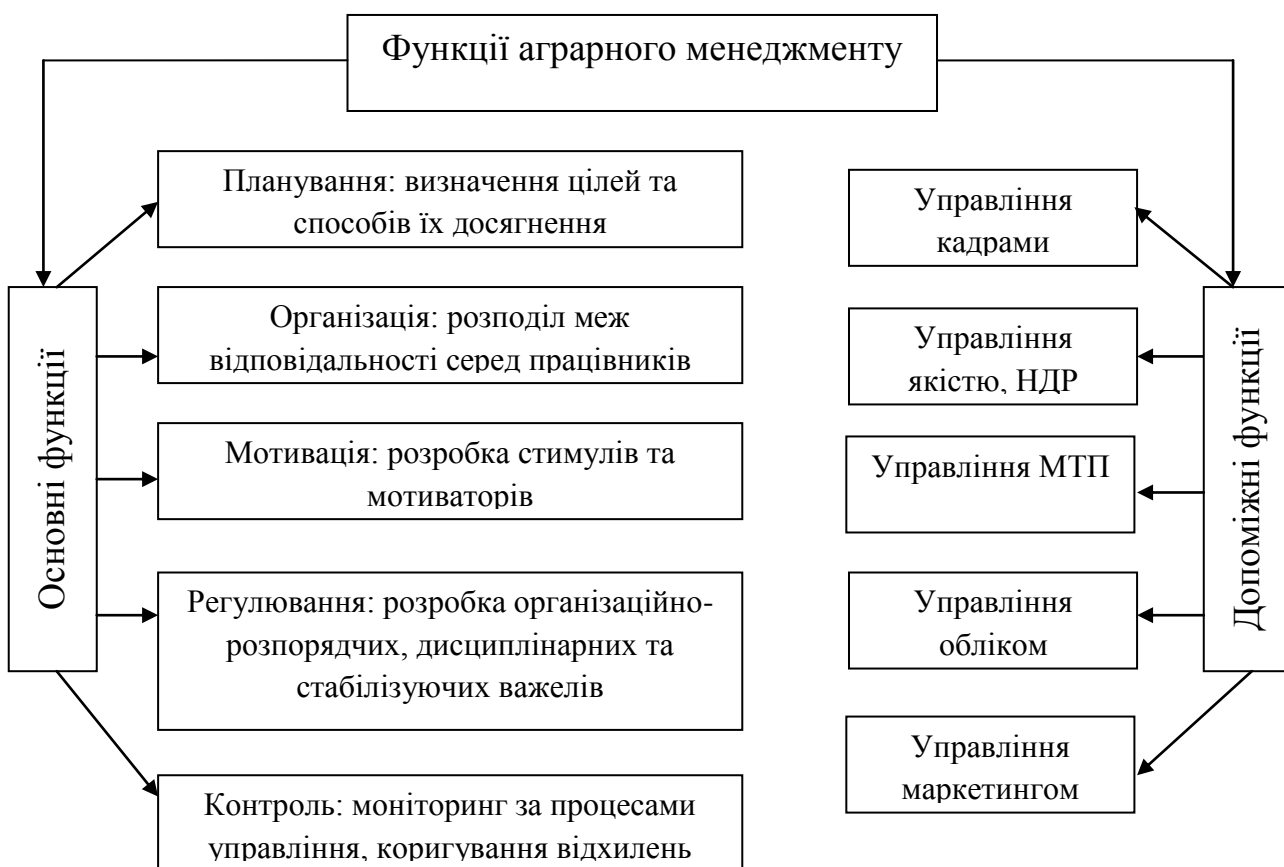 Функції аграрного менеджменту
Основні функції
Планування: визначення цілей та
способів їх досягнення
Організація: розподіл меж
відповідальності серед працівників
Мотивація: розробка стимулів та
мотиваторів
Регулювання: розробка організаційно-
розпорядчих, дисциплінарних та
стабілізуючих важелів
Контроль: моніторинг за процесами
управління, коригування відхилень
Допоміжні функції
Управління
кадрами
Управління
якістю, НДР
Управління МТП
Управління
обліком
Управління
маркетингом